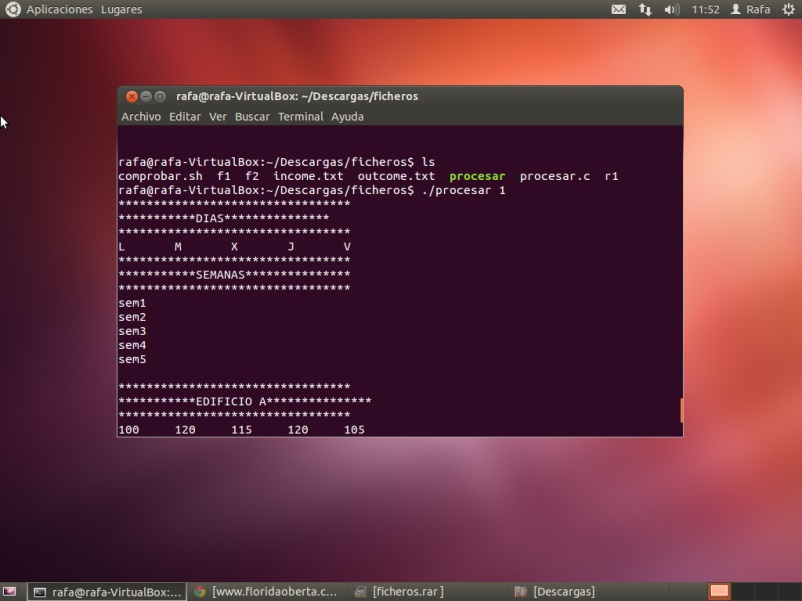 Aplicaciones Lugares 11:52 Rafa
rafa@rafa-VirtualBox: ~/Descargas/ficheros
Archivo Editar Ver Buscar Terminal Ayuda
rafa@rafa-VirtualBox:~/Descargas/ficheros$ ls
comprobar.sh f1 f2 income.txt outcome.txt procesar procesar.c r1
rafa@rafa-VirtualBox:~/Descargas/ficheros$ ./procesar 1
*********************************
***********DIAS***************
*********************************
L M X J V
*********************************
***********SEMANAS***************
*********************************
sem1
sem2
sem3
sem4
sem5
*********************************
***********EDIFICIO A***************
*********************************
100 120 115 120 105
rafa@rafa-VirtualBox:... [www.floridaoberta.c... [ficheros.rar ] [Descargas]